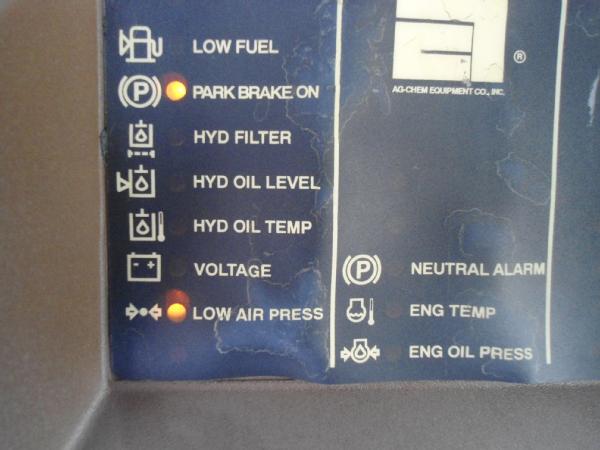 LOW FUEL
PARK BRAKE ON
HYD FILTER
HYD OIL LEVEL
HYD OIL TEMP
VOLTAGE
LOW AIR PRESS
®
AG-CHEM EQUIPMENT CO., INC.
NEUTRAL ALARM
ENG TEMP
ENG OIL PRESS